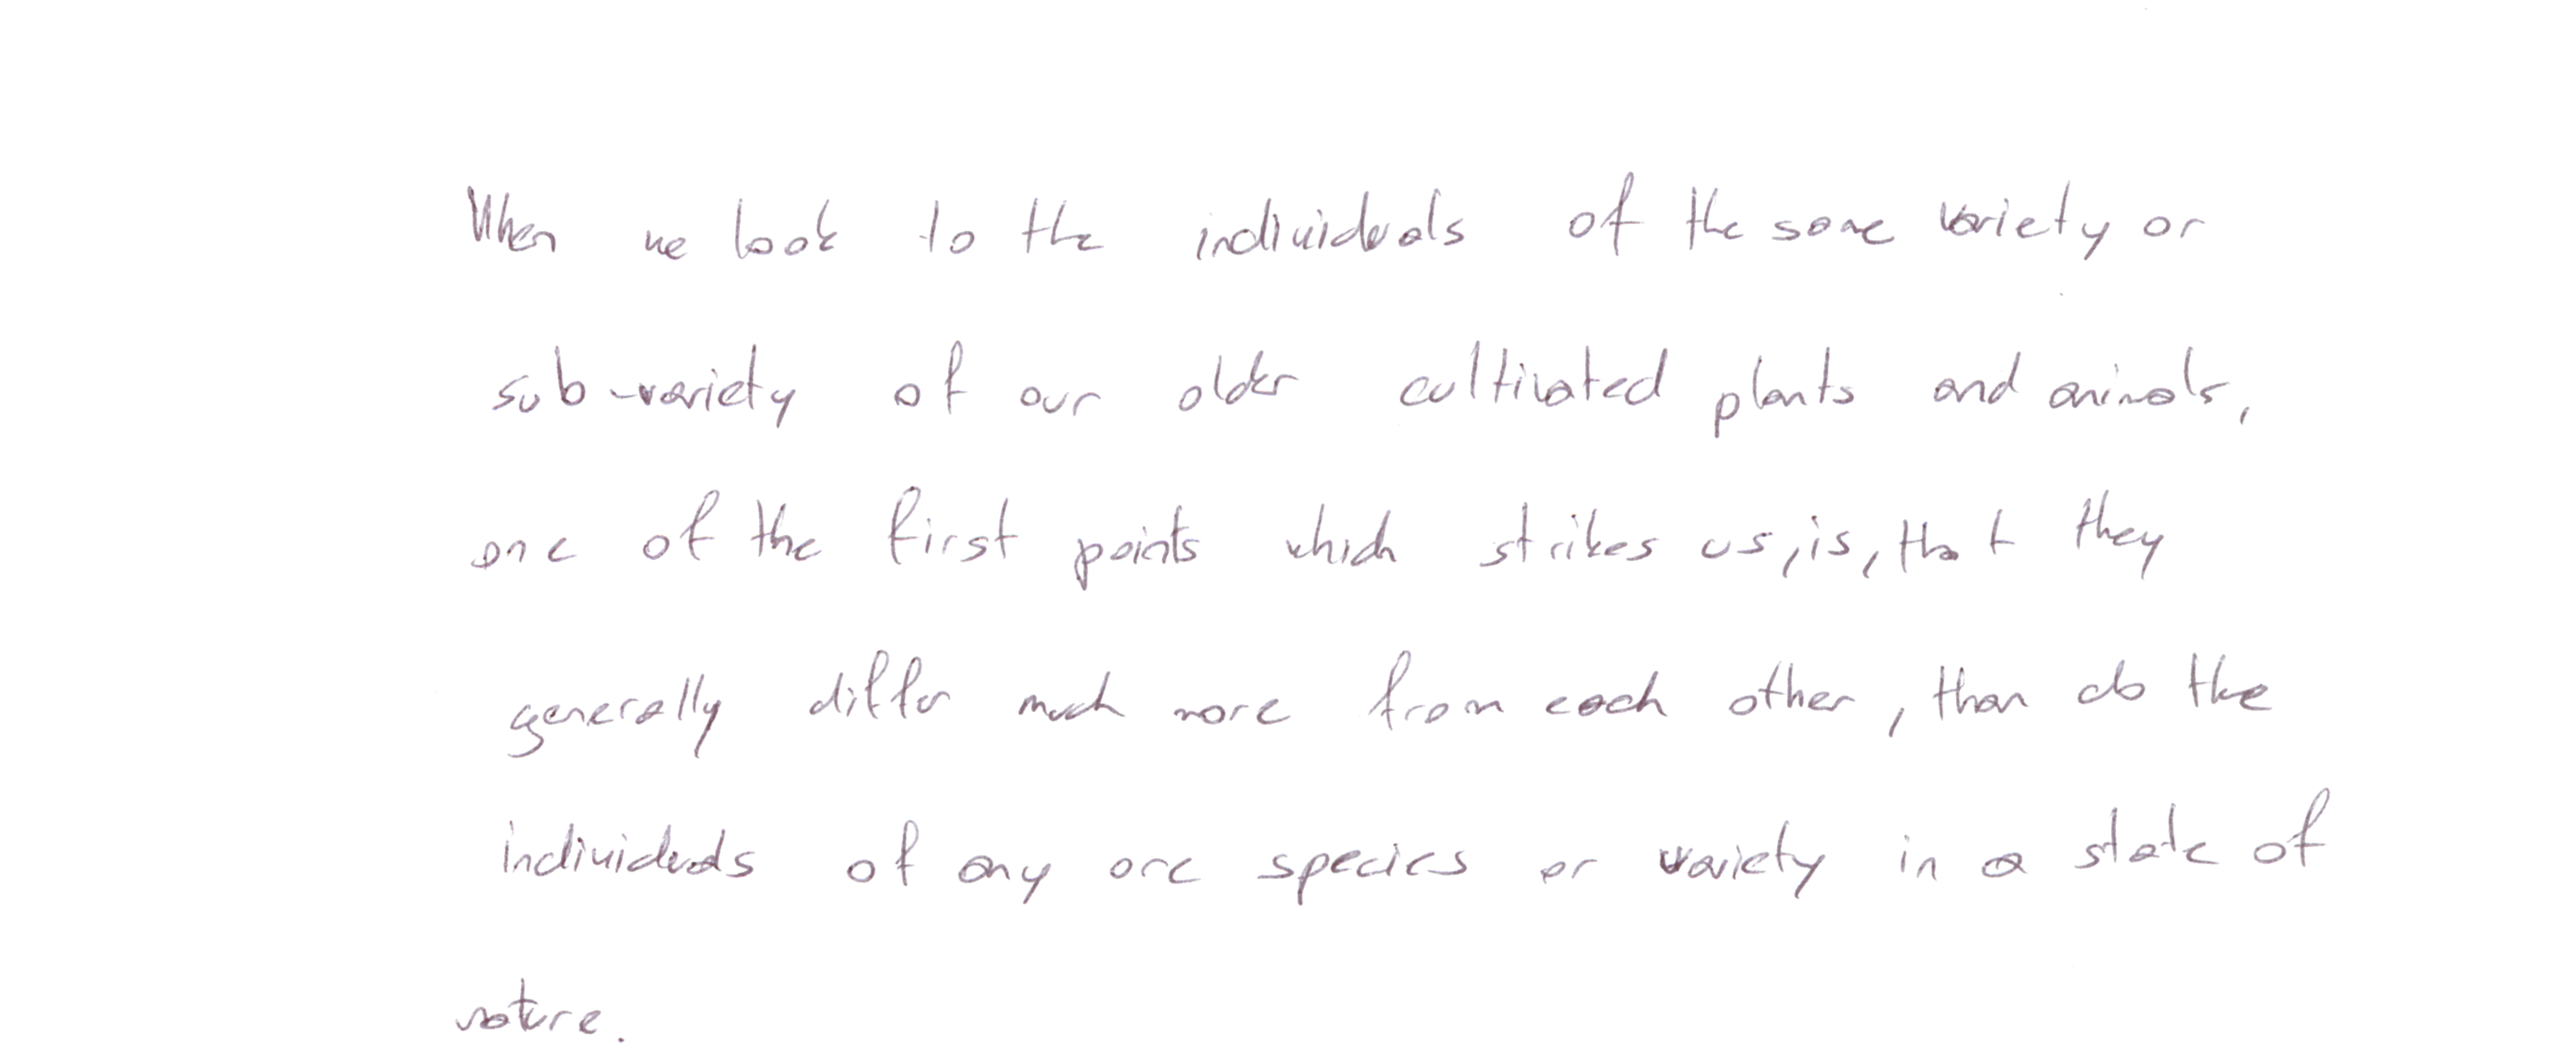 When we look to the individuals of the same variety or
sub-variety of our older cultivated plants and animals,
one of the first points which strikes us, is, that they
generally differ much more from each other, than do the
individuals of any one species or variety in a state of
nature.